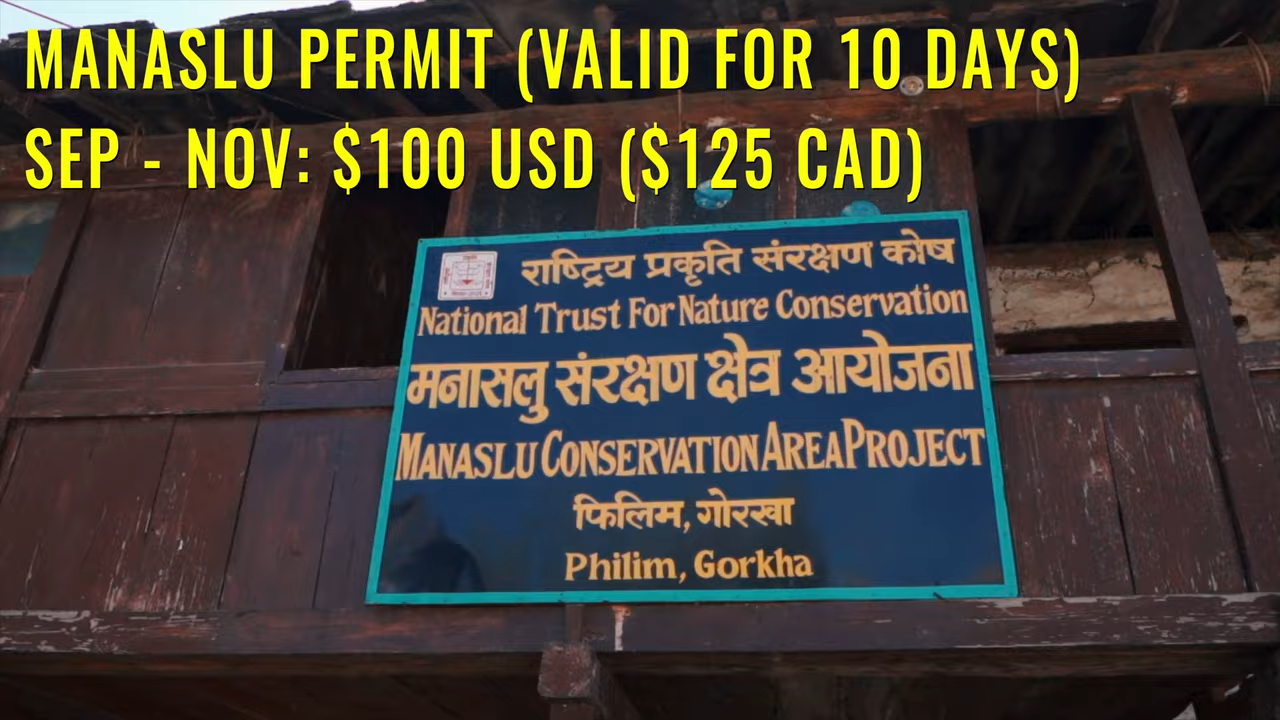 MANASLU PERMIT (VALID FOR 10 DAYS)
SEP - NOV: $100 USD ($125 CAD)
राष्ट्रिय प्रकृति संरक्षण कोष
National Trust For Nature Conservation
मनासलु संरक्षण क्षेत्र आयोजना
MANASLU CONSERVATION AREA PROJECT
फिलिम, गोरखा
Philim, Gorkha